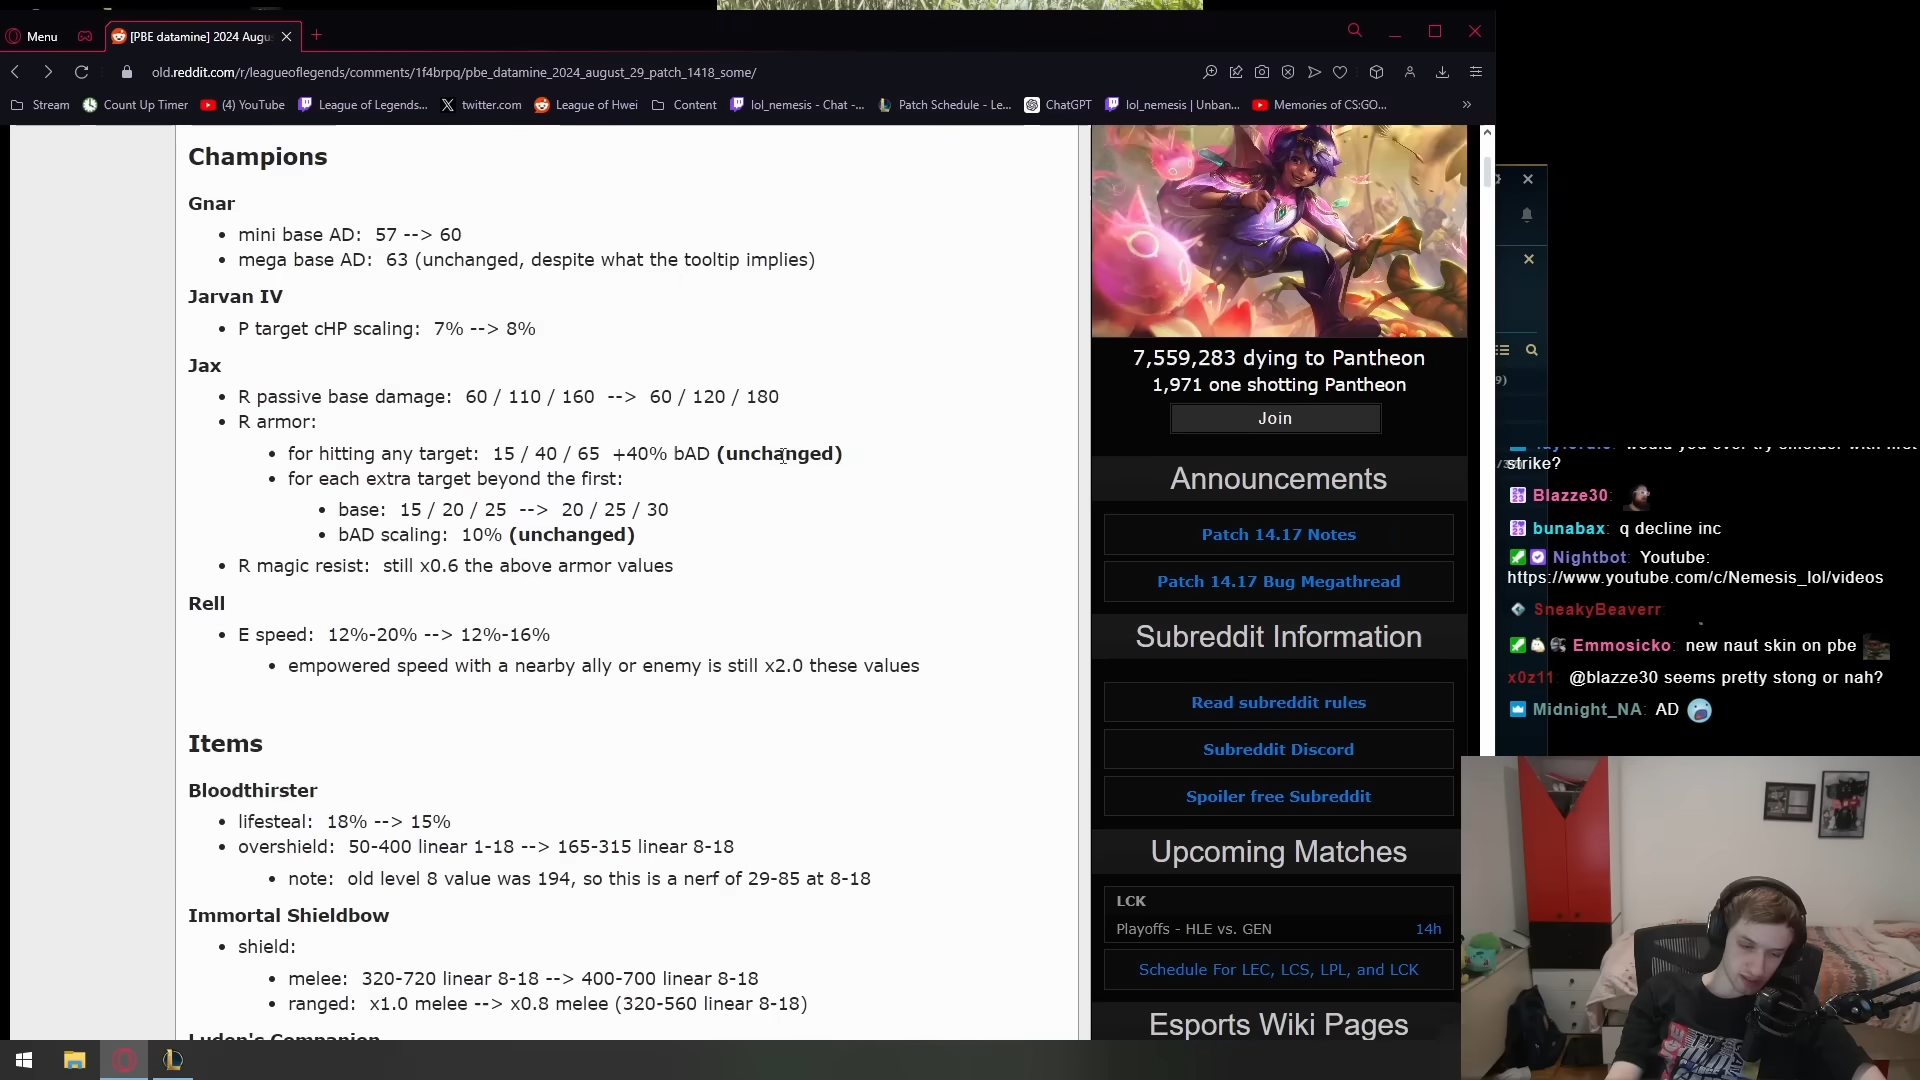 Menu
[PBE datamine] 2024 Augu
old.reddit.com/r/leagueoflegends/comments/1f4brpq/pbe_datamine_2024_august_29_patch_1418_some/
Stream
Count Up Timer
(4) YouTube
League of Legends...
twitter.com
League of Hwei
Content
lol_nemesis - Chat -...
Patch Schedule - Le...
ChatGPT
lol_nemesis | Unban...
Memories of CS:GO...
»
Champions
Gnar
• mini base AD: 57 --> 60
• mega base AD: 63 (unchanged, despite what the tooltip implies)
Jarvan IV
• P target cHP scaling: 7% --> 8%
Jax
• R passive base damage: 60 / 110 / 160 --> 60 / 120 / 180
• R armor:
• for hitting any target: 15 / 40 / 65 +40% bAD (unchanged)
• for each extra target beyond the first:
• base: 15 / 20 / 25 --> 20 / 25 / 30
• bAD scaling: 10% (unchanged)
• R magic resist: still x0.6 the above armor values
Rell
• E speed: 12%-20% --> 12%-16%
• empowered speed with a nearby ally or enemy is still x2.0 these values
Items
Bloodthirster
• lifesteal: 18% --> 15%
• overshield: 50-400 linear 1-18 --> 165-315 linear 8-18
• note: old level 8 value was 194, so this is a nerf of 29-85 at 8-18
Immortal Shieldbow
• shield:
• melee: 320-720 linear 8-18 --> 400-700 linear 8-18
• ranged: x1.0 melee --> x0.8 melee (320-560 linear 8-18)
Luden's Companion
7,559,283 dying to Pantheon
1,971 one shotting Pantheon
Join
Announcements
Patch 14.17 Notes
Patch 14.17 Bug Megathread
Subreddit Information
Read subreddit rules
Subreddit Discord
Spoiler free Subreddit
Upcoming Matches
LCK
Playoffs - HLE vs. GEN 14h
Schedule For LEC, LCS, LPL, and LCK
Esports Wiki Pages
9)
would you ever try smolder with first
strike?
Blazze30:
bunabax: q decline inc
Nightbot: Youtube:
https://www.youtube.com/c/Nemesis_lol/videos
SneakyBeaverr:
Emmosicko: new naut skin on pbe
x0z11: @blazze30 seems pretty stong or nah?
Midnight_NA: AD